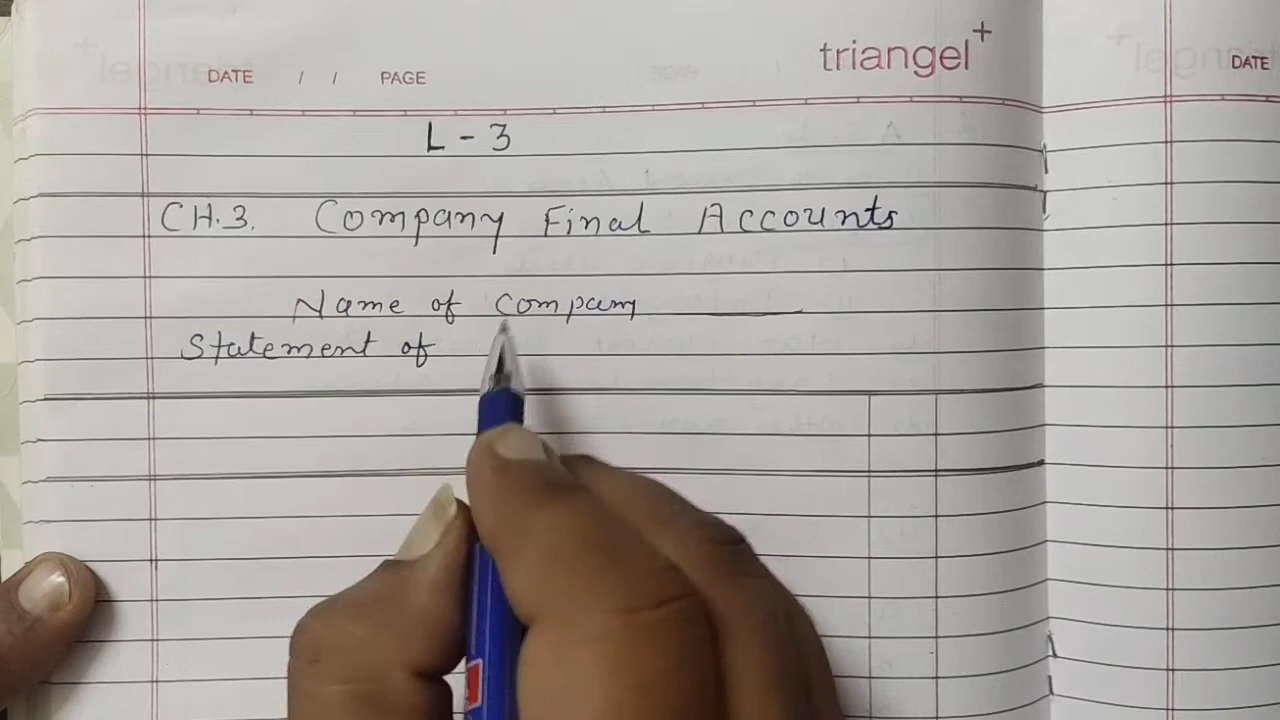 triangel+
DATE / / PAGE
DATE
L - 3
CH.3. Company Final Accounts
Name of Company
Statement of